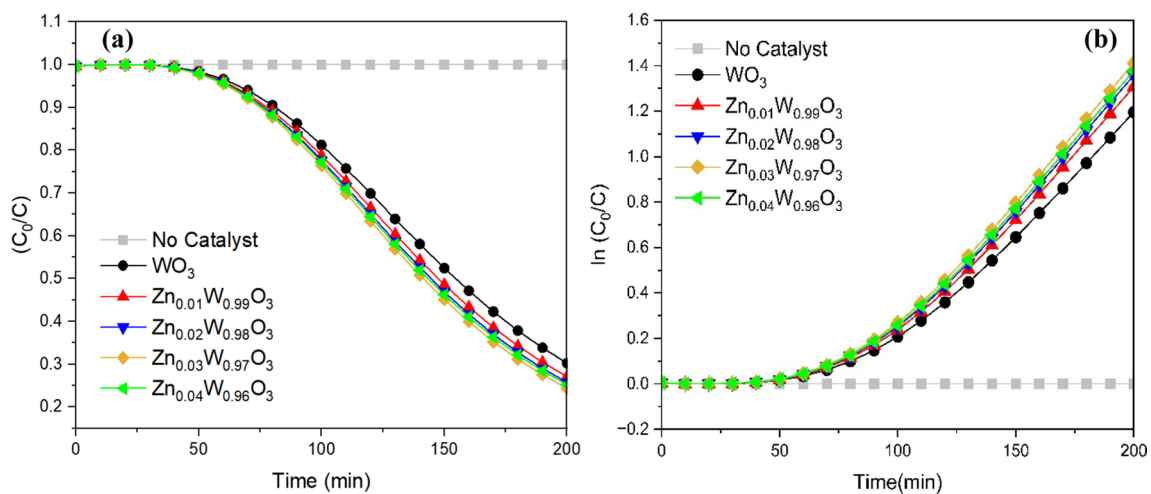 (a)
1.1
1.0
0.9
0.8
0.7
0.6
0.5
0.4
0.3
0.2
(C₀/C)
No Catalyst
WO₃
Zn₀.₀₁W₀.₉₉O₃
Zn₀.₀₂W₀.₉₈O₃
Zn₀.₀₃W₀.₉₇O₃
Zn₀.₀₄W₀.₉₆O₃
0 50 100 150 200
Time (min)
(b)
1.6
1.4
1.2
1.0
0.8
0.6
0.4
0.2
0.0
−0.2
ln (C₀/C)
No Catalyst
WO₃
Zn₀.₀₁W₀.₉₉O₃
Zn₀.₀₂W₀.₉₈O₃
Zn₀.₀₃W₀.₉₇O₃
Zn₀.₀₄W₀.₉₆O₃
0 50 100 150 200
Time(min)